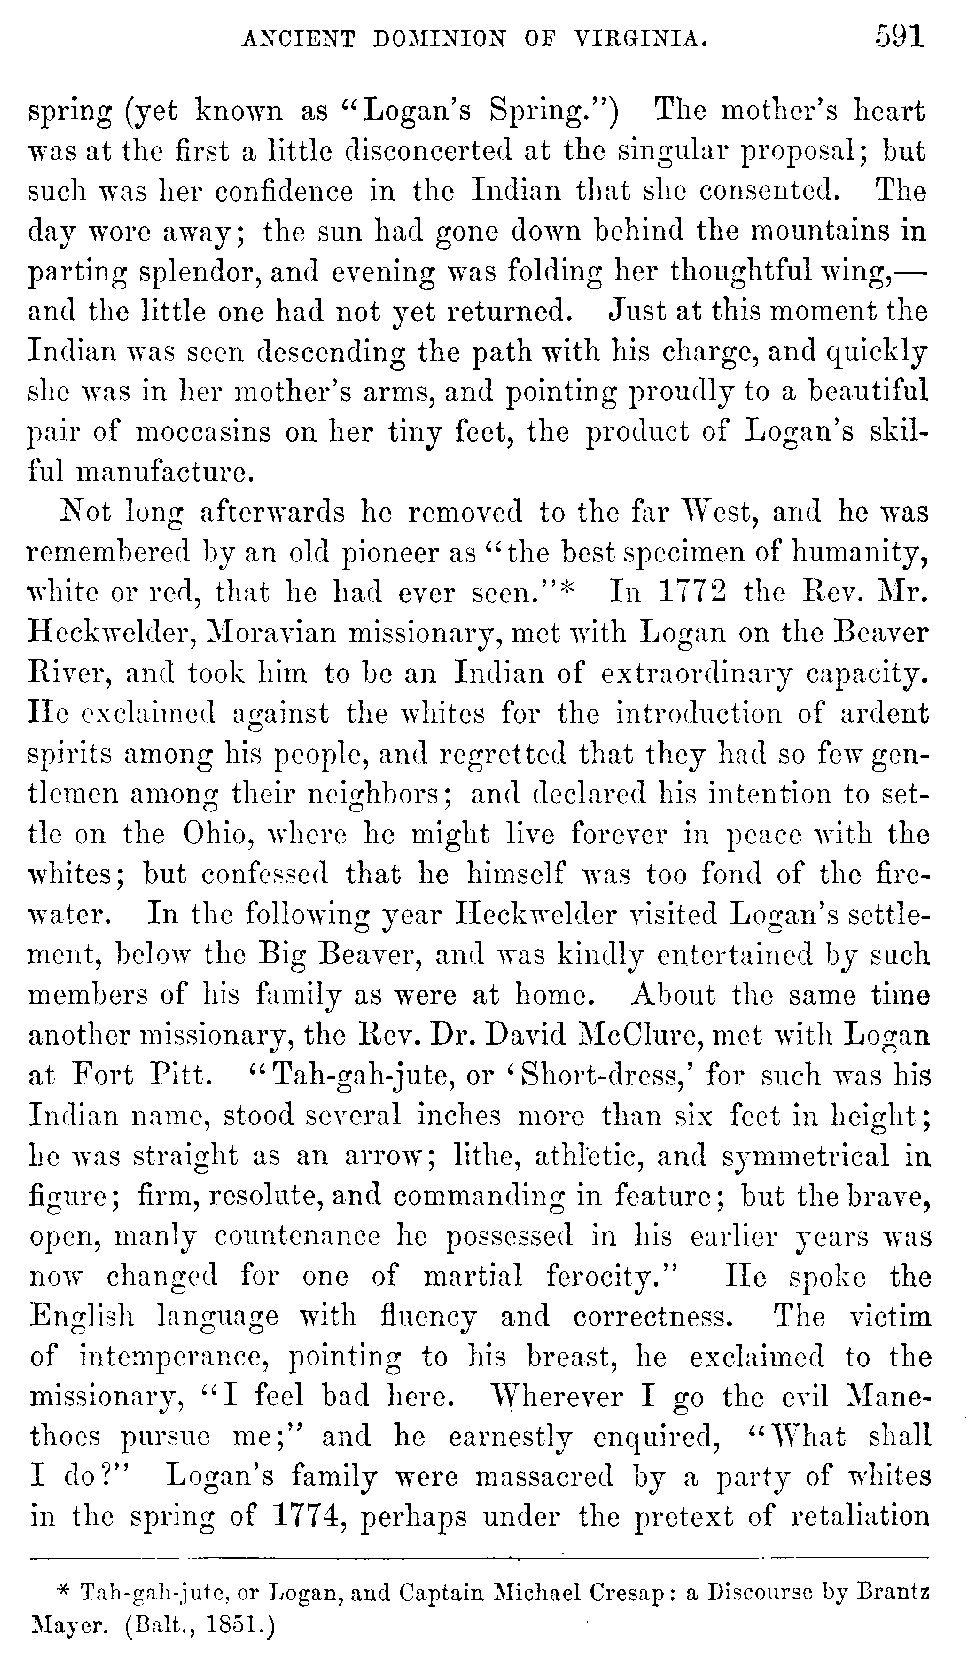 ANCIENT DOMINION OF VIRGINIA. 591
spring (yet known as “Logan’s Spring.”) The mother’s heart
was at the first a little disconcerted at the singular proposal; but
such was her confidence in the Indian that she consented. The
day wore away; the sun had gone down behind the mountains in
parting splendor, and evening was folding her thoughtful wing,—
and the little one had not yet returned. Just at this moment the
Indian was seen descending the path with his charge, and quickly
she was in her mother’s arms, and pointing proudly to a beautiful
pair of moccasins on her tiny feet, the product of Logan’s skil-
ful manufacture.
Not long afterwards he removed to the far West, and he was
remembered by an old pioneer as “the best specimen of humanity,
white or red, that he had ever seen.”* In 1772 the Rev. Mr.
Heckwelder, Moravian missionary, met with Logan on the Beaver
River, and took him to be an Indian of extraordinary capacity.
He exclaimed against the whites for the introduction of ardent
spirits among his people, and regretted that they had so few gen-
tlemen among their neighbors; and declared his intention to set-
tle on the Ohio, where he might live forever in peace with the
whites; but confessed that he himself was too fond of the fire-
water. In the following year Heckwelder visited Logan’s settle-
ment, below the Big Beaver, and was kindly entertained by such
members of his family as were at home. About the same time
another missionary, the Rev. Dr. David McClure, met with Logan
at Fort Pitt. “Tah-gah-jute, or ‘Short-dress,’ for such was his
Indian name, stood several inches more than six feet in height;
he was straight as an arrow; lithe, athletic, and symmetrical in
figure; firm, resolute, and commanding in feature; but the brave,
open, manly countenance he possessed in his earlier years was
now changed for one of martial ferocity.” He spoke the
English language with fluency and correctness. The victim
of intemperance, pointing to his breast, he exclaimed to the
missionary, “I feel bad here. Wherever I go the evil Mane-
thoes pursue me;” and he earnestly enquired, “What shall
I do?” Logan’s family were massacred by a party of whites
in the spring of 1774, perhaps under the pretext of retaliation
* Tah-gah-jute, or Logan, and Captain Michael Cresap: a Discourse by Brantz
Mayer. (Balt., 1851.)